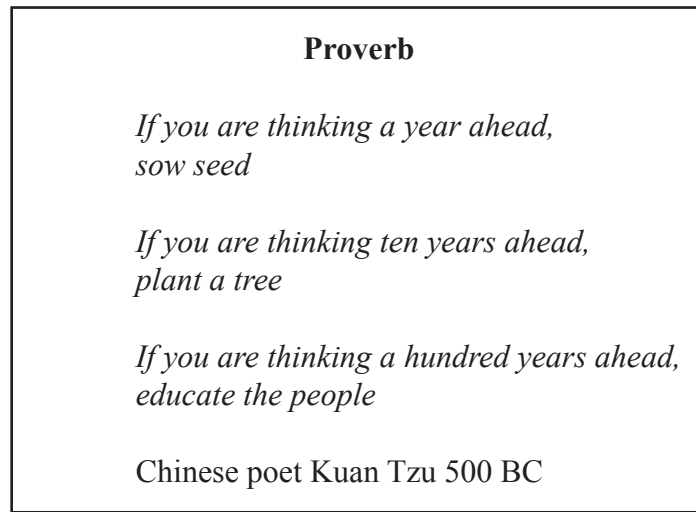 Proverb
If you are thinking a year ahead,
sow seed
If you are thinking ten years ahead,
plant a tree
If you are thinking a hundred years ahead,
educate the people
Chinese poet Kuan Tzu 500 BC